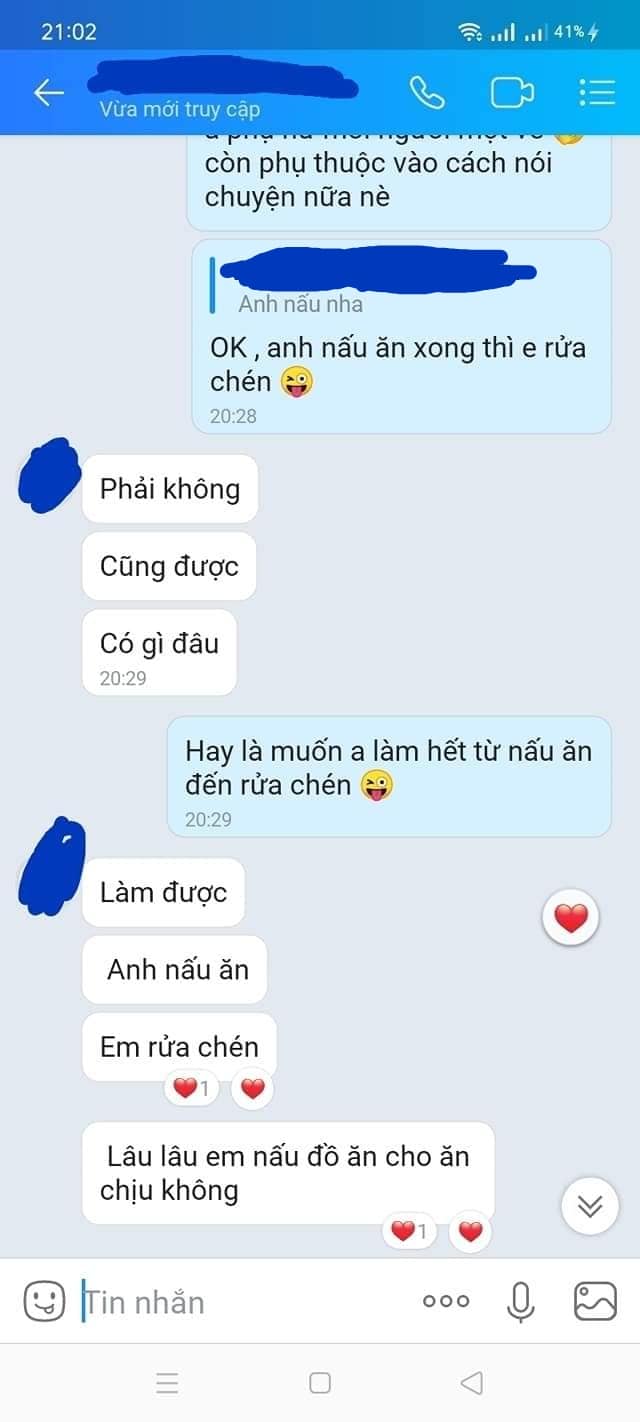 21:02
41%
Vừa mới truy cập
còn phụ thuộc vào cách nói
chuyện nữa nè
Anh nấu nha
OK , anh nấu ăn xong thì e rửa
chén 😜
20:28
Phải không
Cũng được
Có gì đâu
20:29
Hay là muốn a làm hết từ nấu ăn
đến rửa chén 😜
20:29
Làm được
Anh nấu ăn
Em rửa chén
1
Lâu lâu em nấu đồ ăn cho ăn
chịu không
1
Tin nhắn